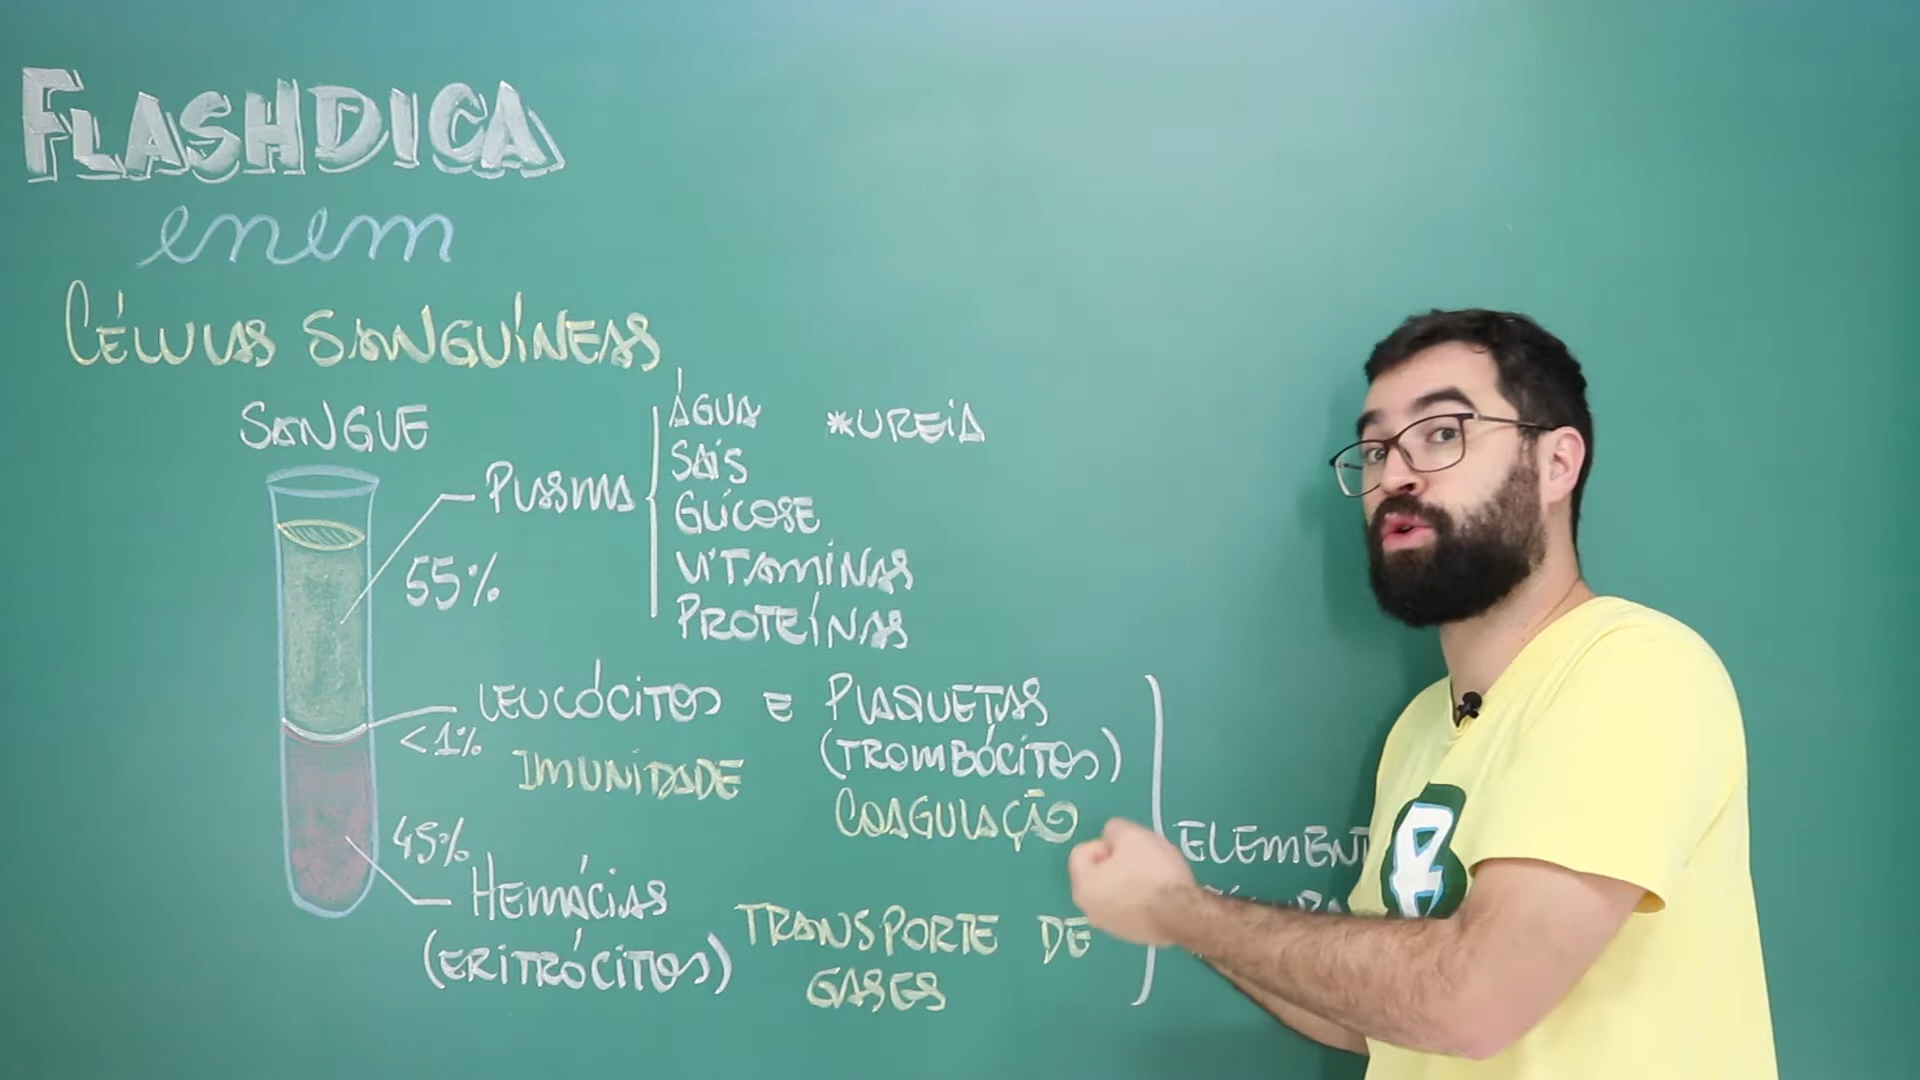 FLASHDICA
enem
CÉLULAS SANGUÍNEAS
SANGUE
PLASMA
55%
ÁGUA
SAIS
GLICOSE
VITAMINAS
PROTEÍNAS
*UREIA
LEUCÓCITOS E PLAQUETAS
(TROMBÓCITOS)
<1%
IMUNIDADE
COAGULAÇÃO
45%
HEMÁCIAS
(ERITRÓCITOS)
TRANSPORTE DE
GASES
ELEMENT